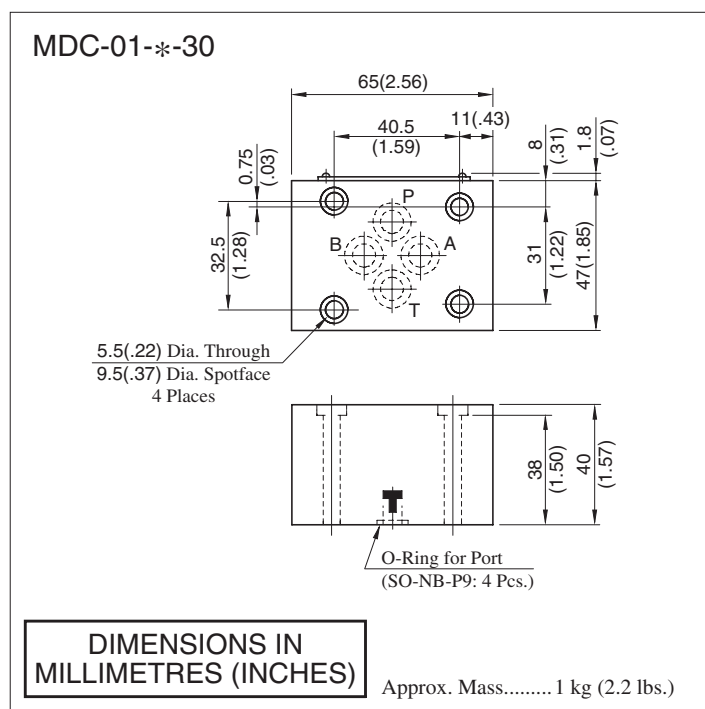 MDC-01-*-30
65(2.56)
40.5
(1.59)
11(.43)
8
(.31)
1.8
(.07)
0.75
(.03)
P
B
A
T
32.5
(1.28)
31
(1.22)
47(1.85)
5.5(.22) Dia. Through
9.5(.37) Dia. Spotface
4 Places
38
(1.50)
40
(1.57)
O-Ring for Port
(SO-NB-P9: 4 Pcs.)
DIMENSIONS IN
MILLIMETRES (INCHES)
Approx. Mass......... 1 kg (2.2 lbs.)